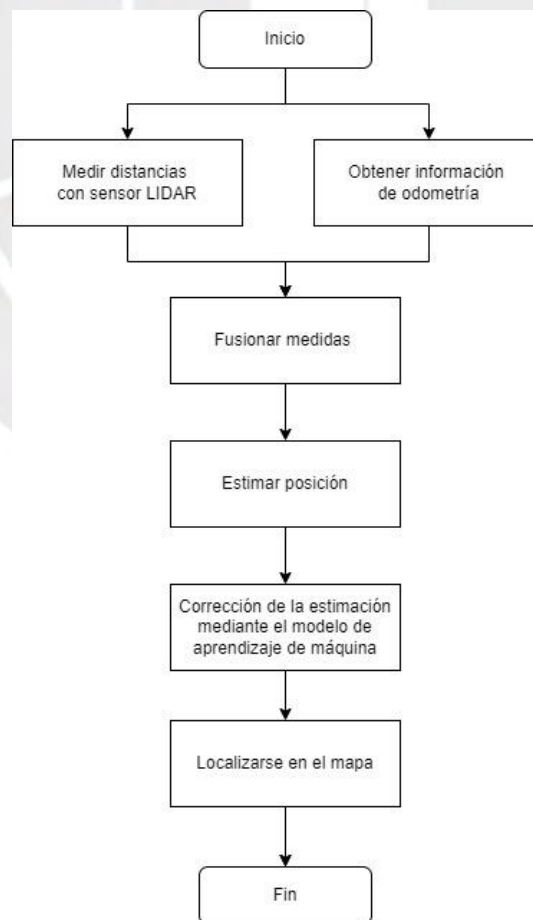 Inicio
Medir distancias
con sensor LIDAR
Obtener información
de odometría
Fusionar medidas
Estimar posición
Corrección de la estimación
mediante el modelo de
aprendizaje de máquina
Localizarse en el mapa
Fin